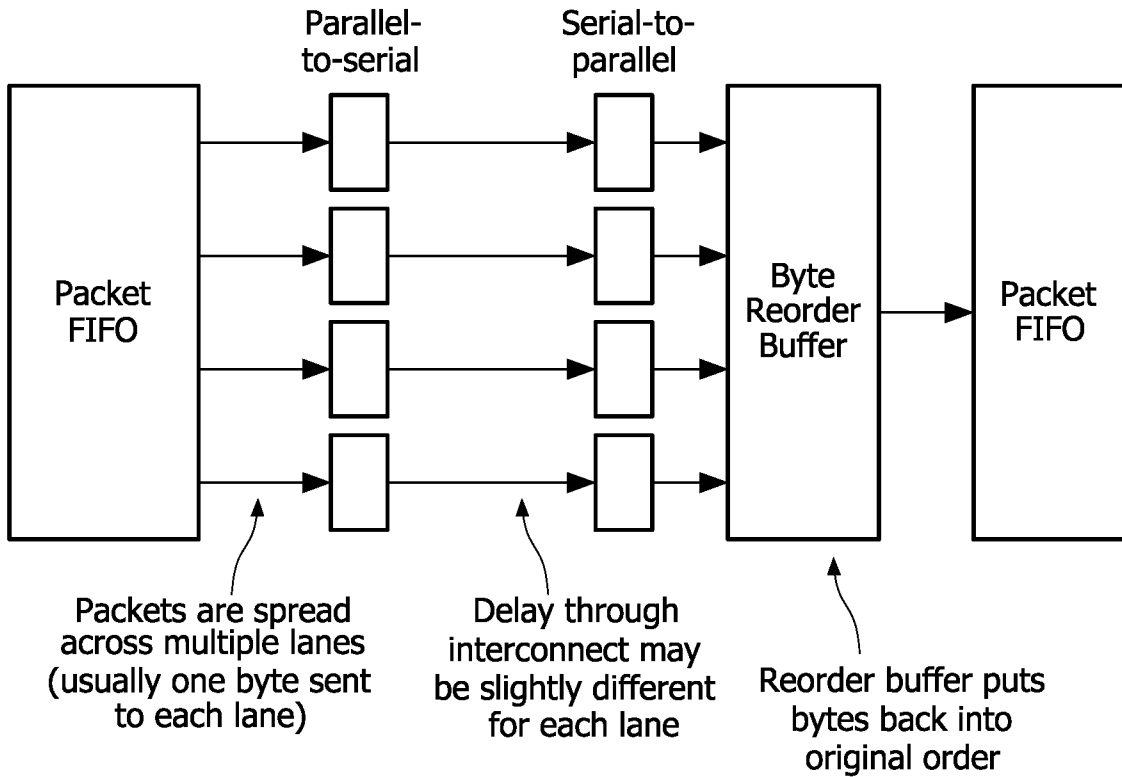 Parallel-
to-serial
Serial-to-
parallel
Packet
FIFO
Byte
Reorder
Buffer
Packet
FIFO
Packets are spread
across multiple lanes
(usually one byte sent
to each lane)
Delay through
interconnect may
be slightly different
for each lane
Reorder buffer puts
bytes back into
original order